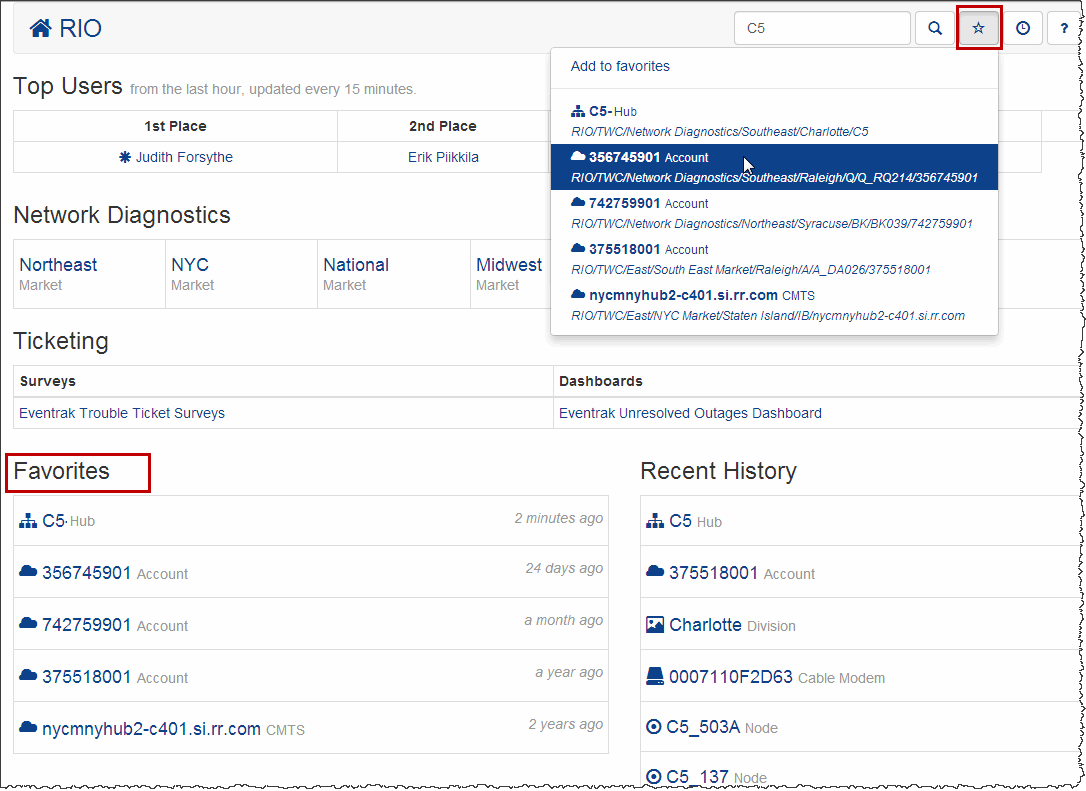 RIO
C5
?
Add to favorites
C5- Hub
RIO/TWC/Network Diagnostics/Southeast/Charlotte/C5
356745901 Account
RIO/TWC/Network Diagnostics/Southeast/Raleigh/Q/Q_RQ214/356745901
742759901 Account
RIO/TWC/Network Diagnostics/Northeast/Syracuse/BK/BK039/742759901
375518001 Account
RIO/TWC/East/South East Market/Raleigh/A/A_DA026/375518001
nycmnyhub2-c401.si.rr.com CMTS
RIO/TWC/East/NYC Market/Staten Island/IB/nycmnyhub2-c401.si.rr.com
Top Users from the last hour, updated every 15 minutes.
1st Place 2nd Place
Judith Forsythe Erik Piikkila
Network Diagnostics
Northeast NYC National Midwest
Market Market Market Market
Ticketing
Surveys Dashboards
Eventrak Trouble Ticket Surveys Eventrak Unresolved Outages Dashboard
Favorites
C5· Hub 2 minutes ago
356745901 Account 24 days ago
742759901 Account a month ago
375518001 Account a year ago
nycmnyhub2-c401.si.rr.com CMTS 2 years ago
Recent History
C5 Hub
375518001 Account
Charlotte Division
0007110F2D63 Cable Modem
C5_503A Node
C5_137 Node